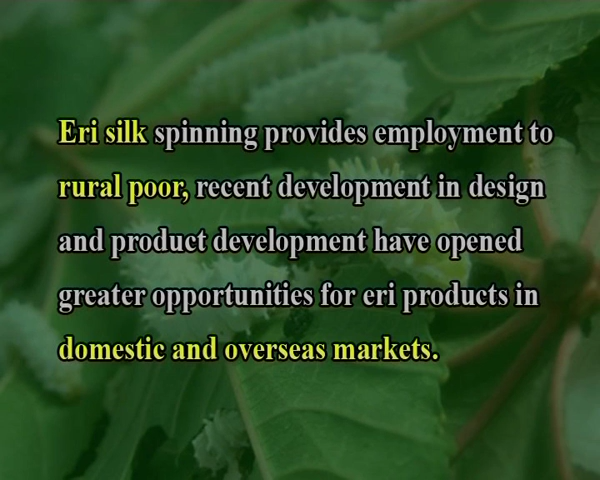 Eri silk spinning provides employment to
rural poor, recent development in design
and product development have opened
greater opportunities for eri products in
domestic and overseas markets.